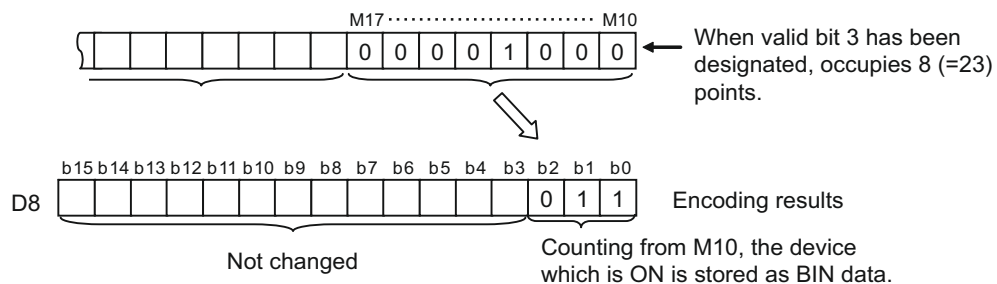 M17 ······························ M10
0 0 0 0 1 0 0 0
When valid bit 3 has been
designated, occupies 8 (=23)
points.
b15 b14 b13 b12 b11 b10 b9 b8 b7 b6 b5 b4 b3 b2 b1 b0
D8 0 1 1 Encoding results
Not changed
Counting from M10, the device
which is ON is stored as BIN data.